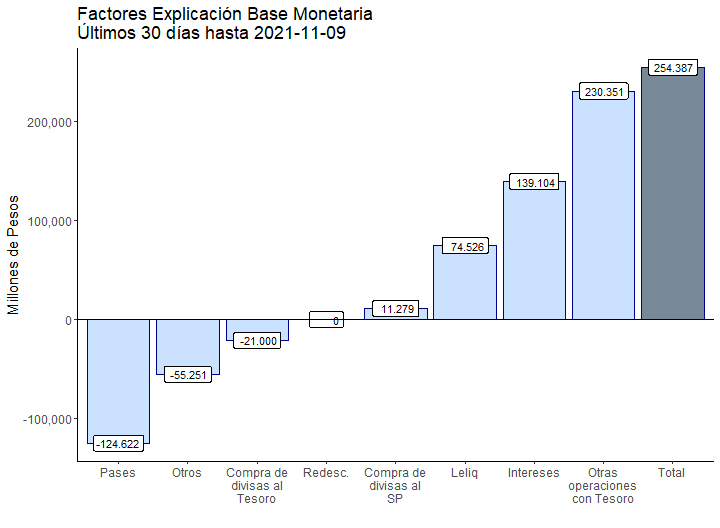 Factores Explicación Base Monetaria
Últimos 30 días hasta 2021-11-09
Millones de Pesos
200,000
100,000
0
-100,000
-124.622
-55.251
-21.000
0
11.279
74.526
139.104
230.351
254.387
Pases
Otros
Compra de
divisas al
Tesoro
Redesc.
Compra de
divisas al
SP
Leliq
Intereses
Otras
operaciones
con Tesoro
Total